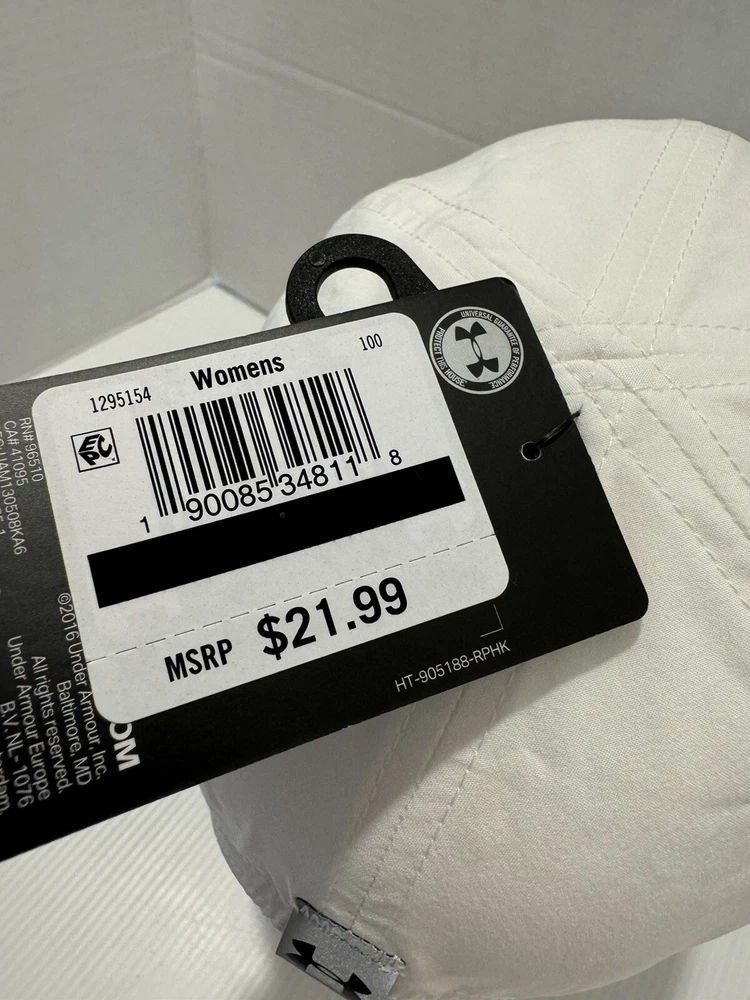 Womens
1295154
100
EPC
1 90085 34811 8
MSRP $21.99
UNIVERSAL GUARANTEE OF PERFORMANCE
PROTECT THIS HOUSE
HT-905188-RPHK
RN# 96510
CA# 41095
©2016 Under Armour, Inc.
Baltimore, MD
All rights reserved.
Under Armour Europe
B.V. NL - 1076
OM